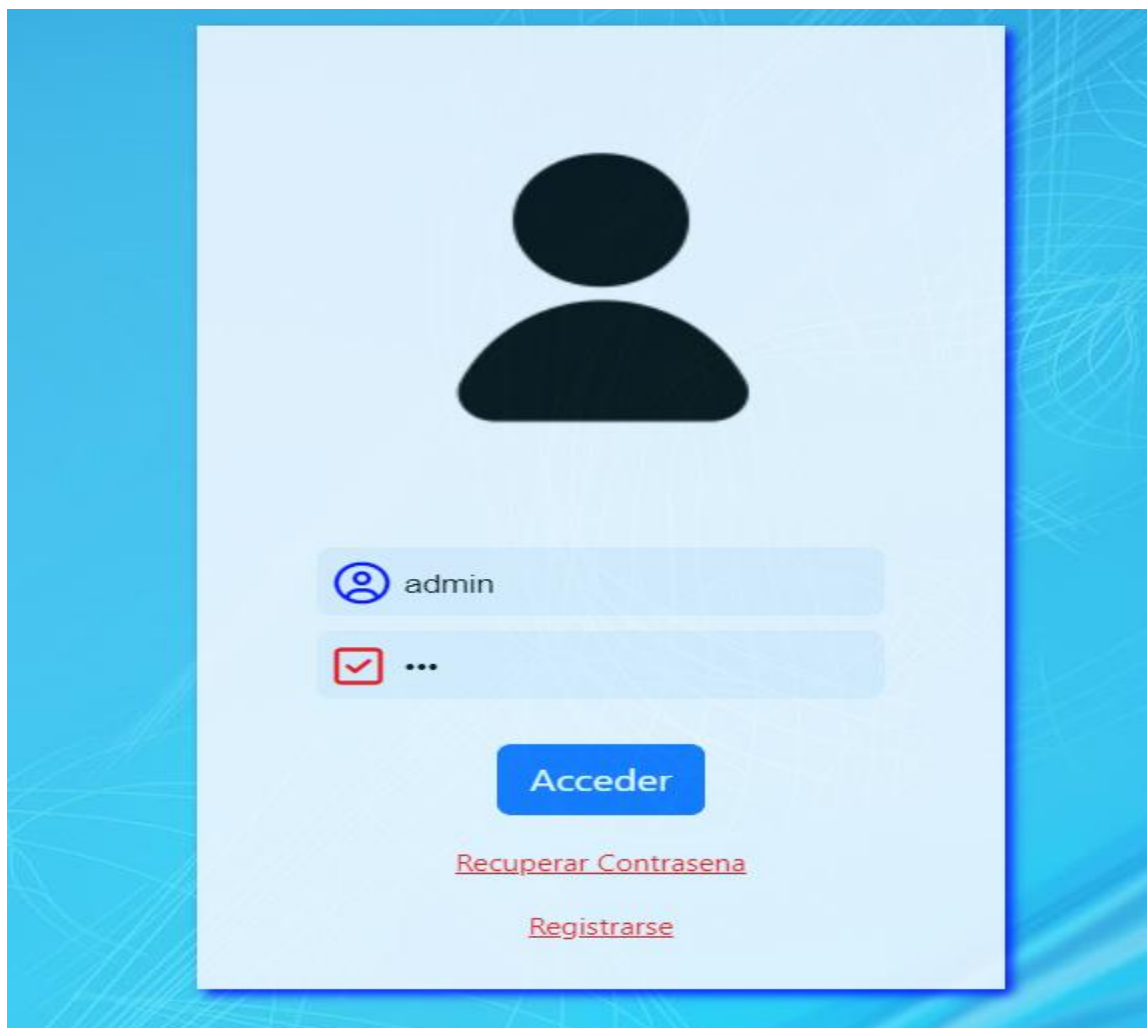 admin
•••
Acceder
Recuperar Contrasena
Registrarse